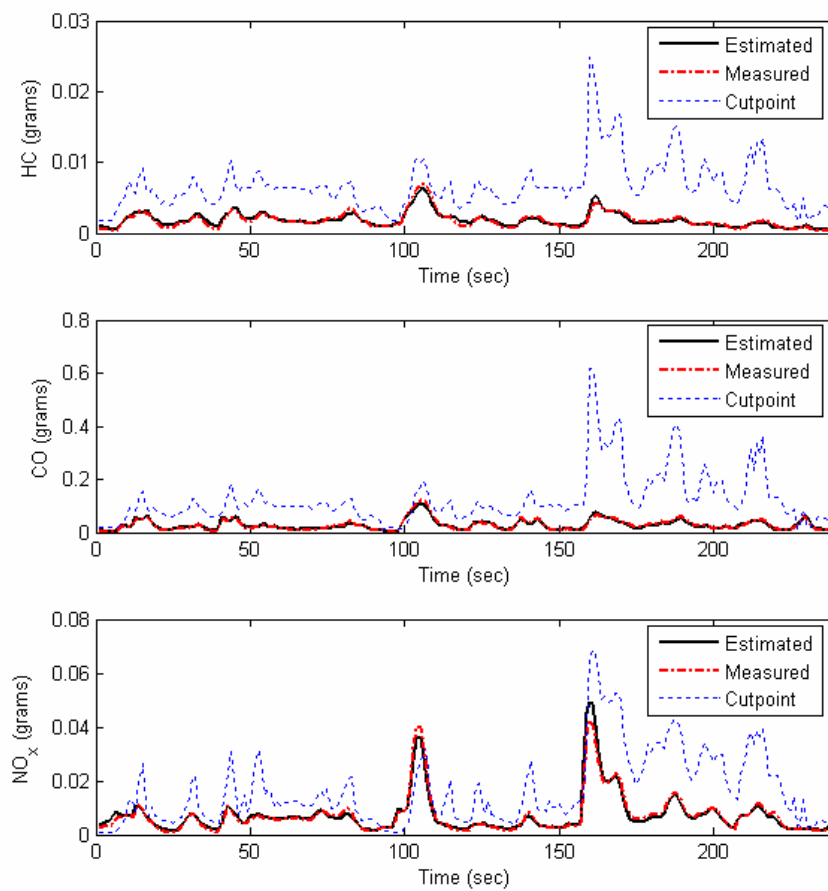 0.03
0.02
0.01
0
HC (grams)
Estimated
Measured
Cutpoint
0 50 100 150 200
Time (sec)
0.8
0.6
0.4
0.2
0
CO (grams)
Estimated
Measured
Cutpoint
0 50 100 150 200
Time (sec)
0.08
0.06
0.04
0.02
0
NOx (grams)
Estimated
Measured
Cutpoint
0 50 100 150 200
Time (sec)